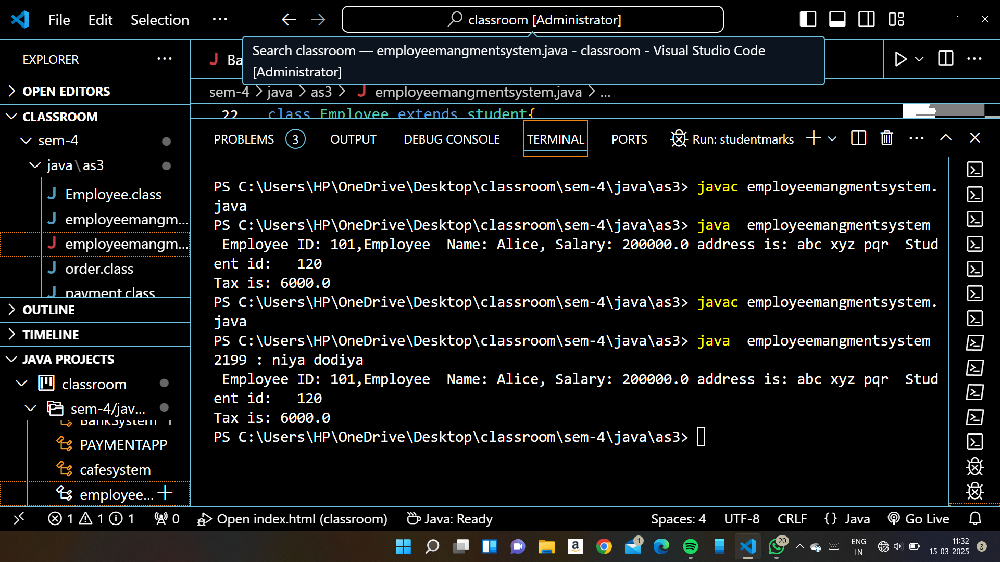 File Edit Selection ... classroom [Administrator]
Search classroom — employeemangmentsystem.java - classroom - Visual Studio Code
[Administrator]
EXPLORER ...
J Ba
OPEN EDITORS
sem-4 > java > as3 > J employeemangmentsystem.java > ...
CLASSROOM
22 class Employee extends student{
sem-4
PROBLEMS 3 OUTPUT DEBUG CONSOLE TERMINAL PORTS Run: studentmarks
java\as3
J Employee.class
J employeemangm...
J employeemangm...
J order.class
J payment.class
OUTLINE
TIMELINE
JAVA PROJECTS
classroom
sem-4/jav...
BankSystem
PAYMENTAPP
cafesystem
employee...
PS C:\Users\HP\OneDrive\Desktop\classroom\sem-4\java\as3> javac employeemangmentsystem.
java
PS C:\Users\HP\OneDrive\Desktop\classroom\sem-4\java\as3> java  employeemangmentsystem
 Employee ID: 101,Employee  Name: Alice, Salary: 200000.0 address is: abc xyz pqr  Stud
ent id:   120
Tax is: 6000.0
PS C:\Users\HP\OneDrive\Desktop\classroom\sem-4\java\as3> javac employeemangmentsystem.
java
PS C:\Users\HP\OneDrive\Desktop\classroom\sem-4\java\as3> java  employeemangmentsystem
2199 : niya dodiya
 Employee ID: 101,Employee  Name: Alice, Salary: 200000.0 address is: abc xyz pqr  Stud
ent id:   120
Tax is: 6000.0
PS C:\Users\HP\OneDrive\Desktop\classroom\sem-4\java\as3>
1 1 1 0 Open index.html (classroom) Java: Ready Spaces: 4 UTF-8 CRLF {} Java Go Live
a 1 20 ENG 11:32
IN 15-03-2025 3